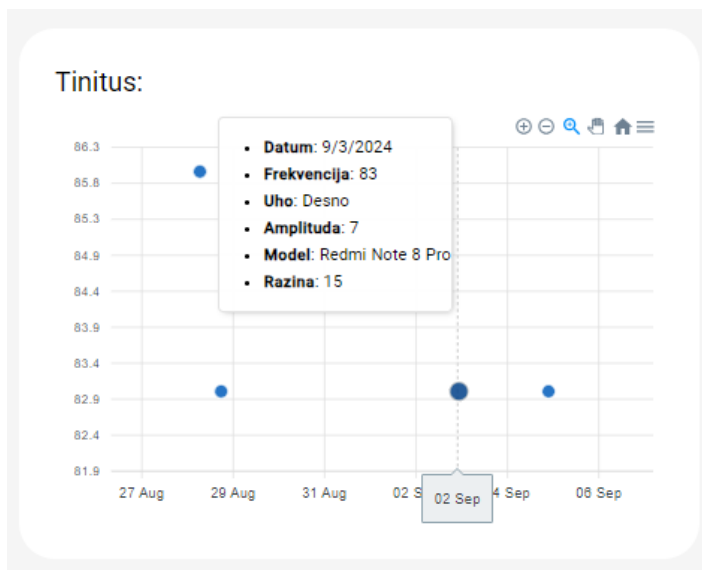 Tinitus:
86.3
85.8
85.3
84.9
84.4
83.9
83.4
82.9
82.4
81.9
• Datum: 9/3/2024
• Frekvencija: 83
• Uho: Desno
• Amplituda: 7
• Model: Redmi Note 8 Pro
• Razina: 15
27 Aug 29 Aug 31 Aug 02 S 4 Sep 06 Sep
02 Sep